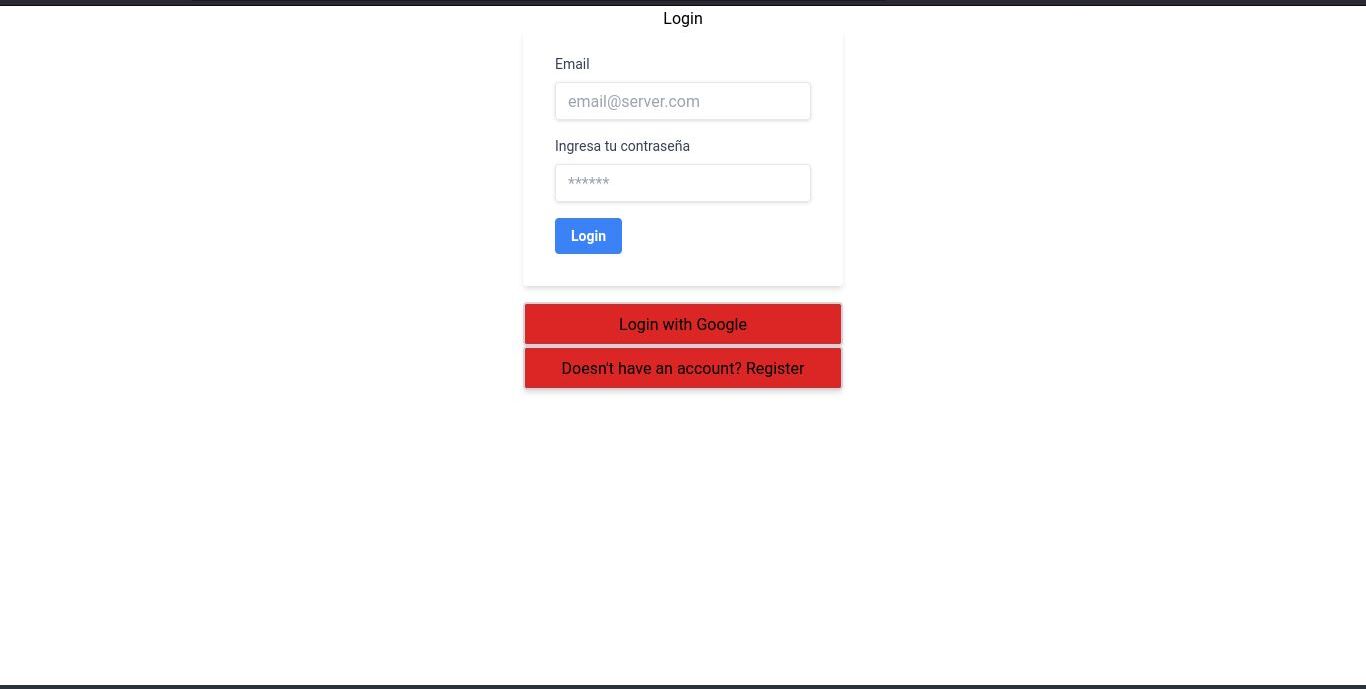 Login
Email
email@server.com
Ingresa tu contraseña
******
Login
Login with Google
Doesn't have an account? Register